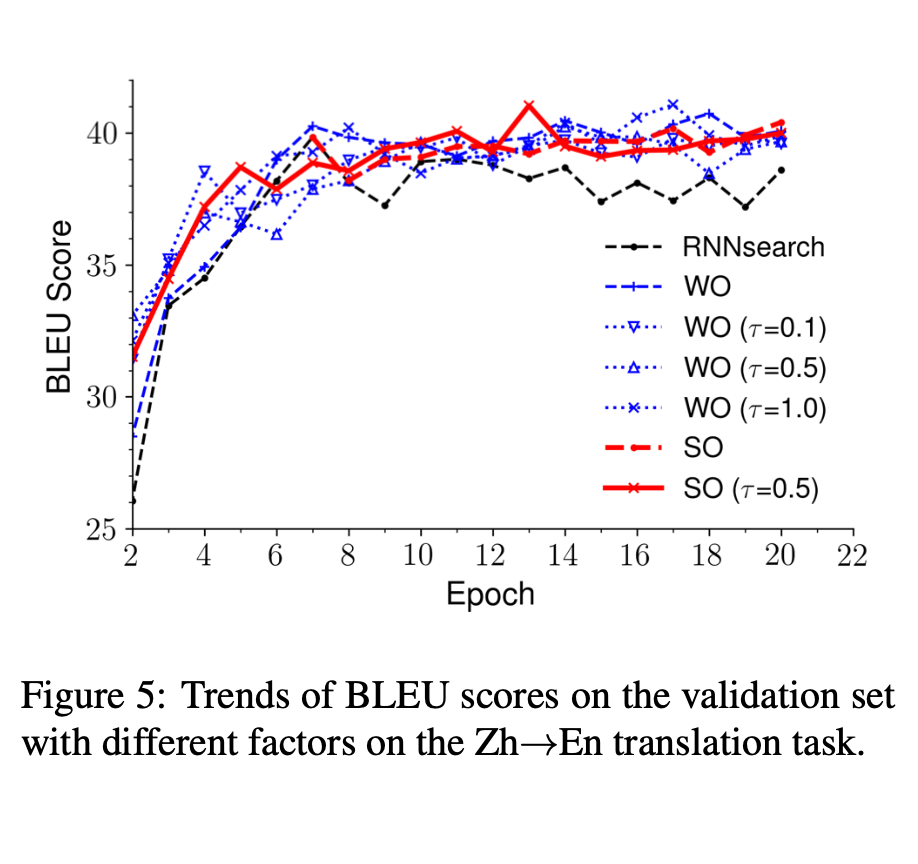 40
35
30
25
BLEU Score
2 4 6 8 10 12 14 16 18 20 22
Epoch
RNNsearch
WO
WO (τ=0.1)
WO (τ=0.5)
WO (τ=1.0)
SO
SO (τ=0.5)
Figure 5: Trends of BLEU scores on the validation set
with different factors on the Zh→En translation task.